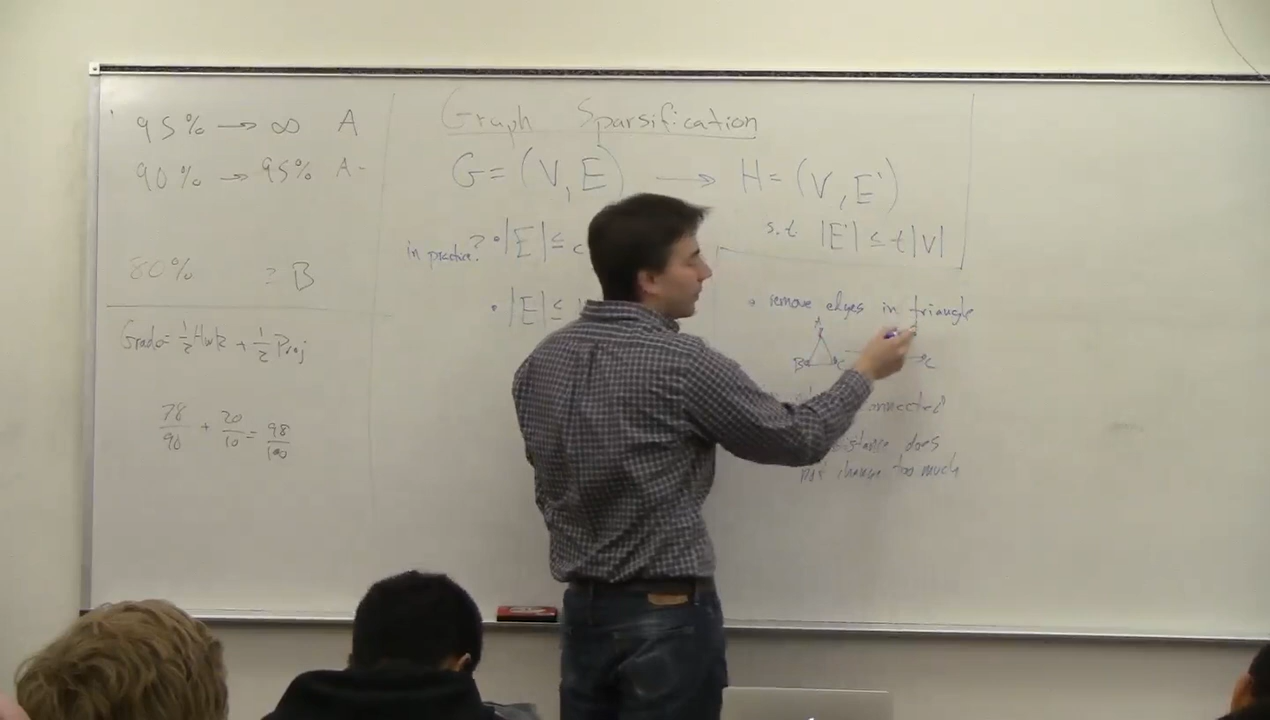 95% → ∞ A
90% → 95% A-
80% ? B
Grade = 1/2 Hwk + 1/2 Proj
78/90 + 20/10 = 98/100
Graph Sparsification
G = (V, E) → H = (V, E')
s.t |E'| ≤ t|V|
in practice? • |E| ≤ c
• |E| ≤
• remove edges in triangle
A
B C → C
connected
distance does
not change too much